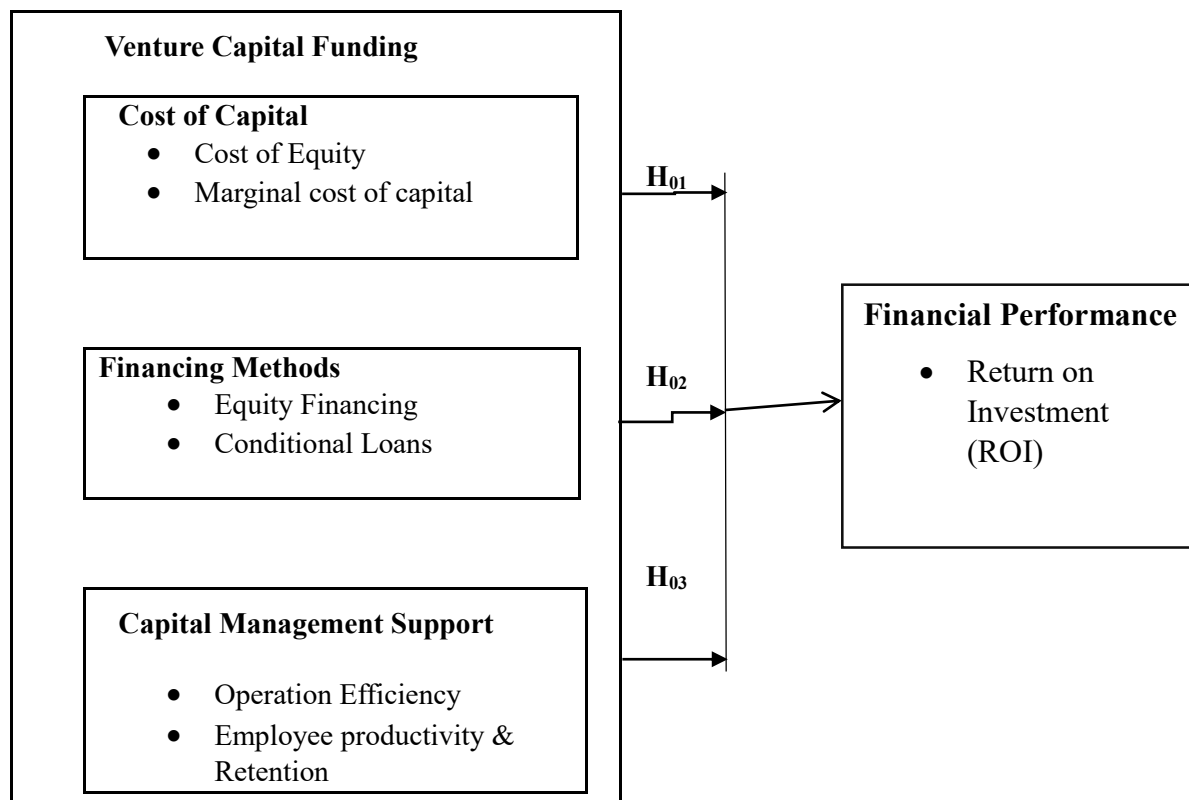 Venture Capital Funding
Cost of Capital
• Cost of Equity
• Marginal cost of capital
H01
Financing Methods
• Equity Financing
• Conditional Loans
H02
Capital Management Support
• Operation Efficiency
• Employee productivity &
Retention
H03
Financial Performance
• Return on
Investment
(ROI)